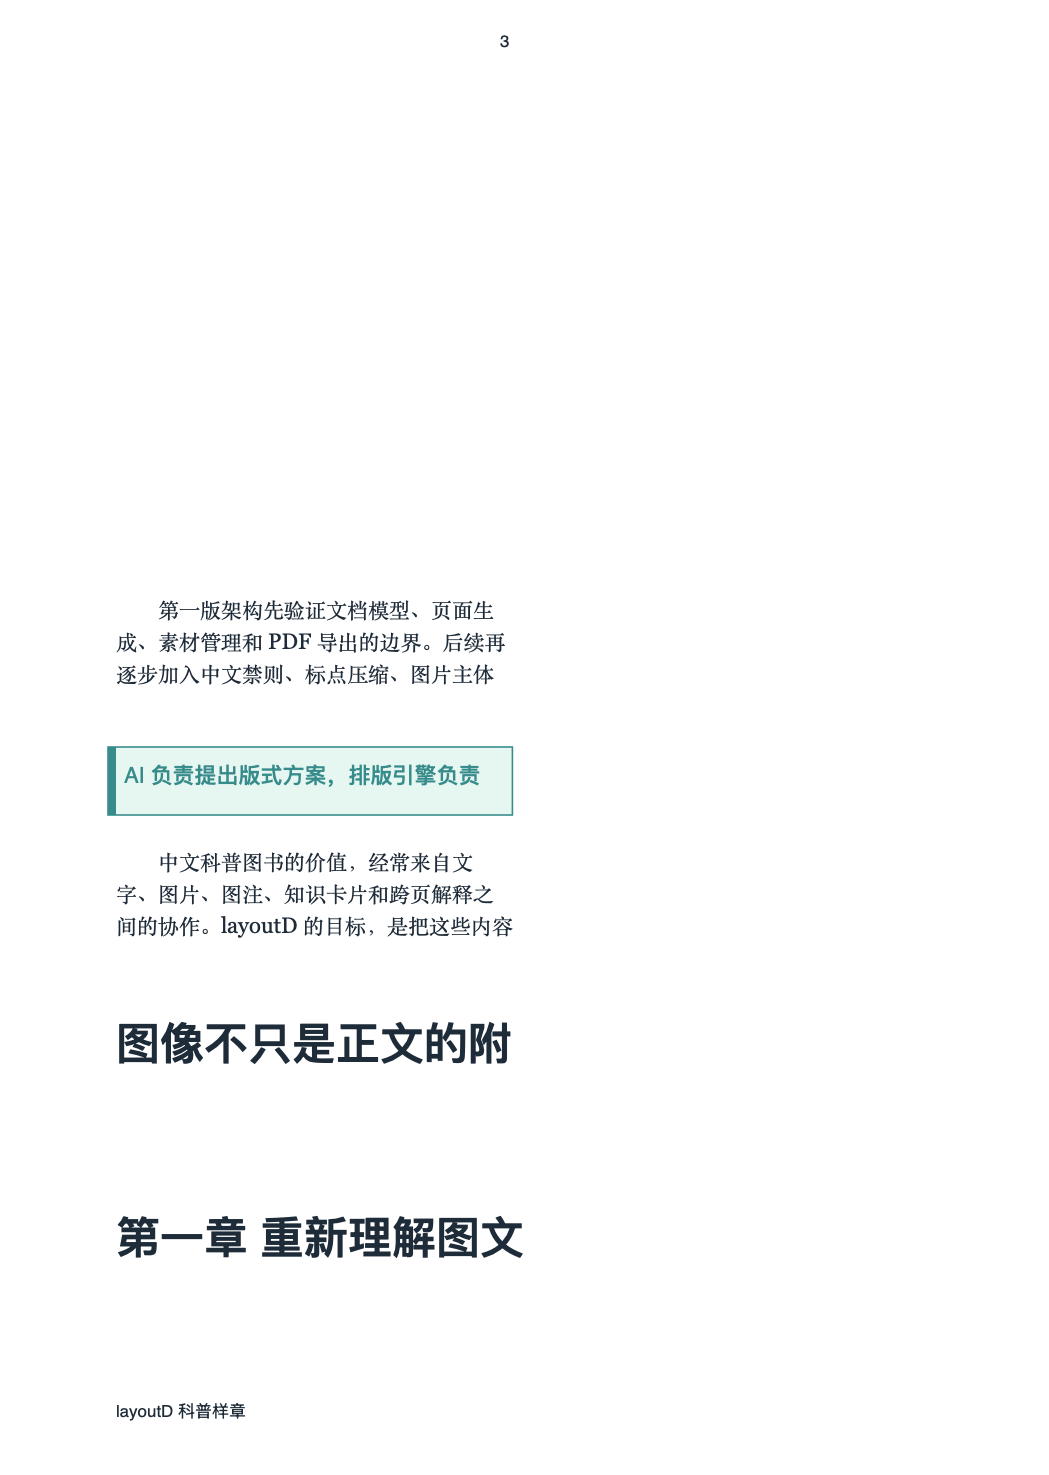 3
第一版架构先验证文档模型、页面生
成、素材管理和 PDF 导出的边界。后续再
逐步加入中文禁则、标点压缩、图片主体
AI 负责提出版式方案，排版引擎负责
中文科普图书的价值，经常来自文
字、图片、图注、知识卡片和跨页解释之
间的协作。layoutD 的目标，是把这些内容
图像不只是正文的附
第一章 重新理解图文
layoutD 科普样章